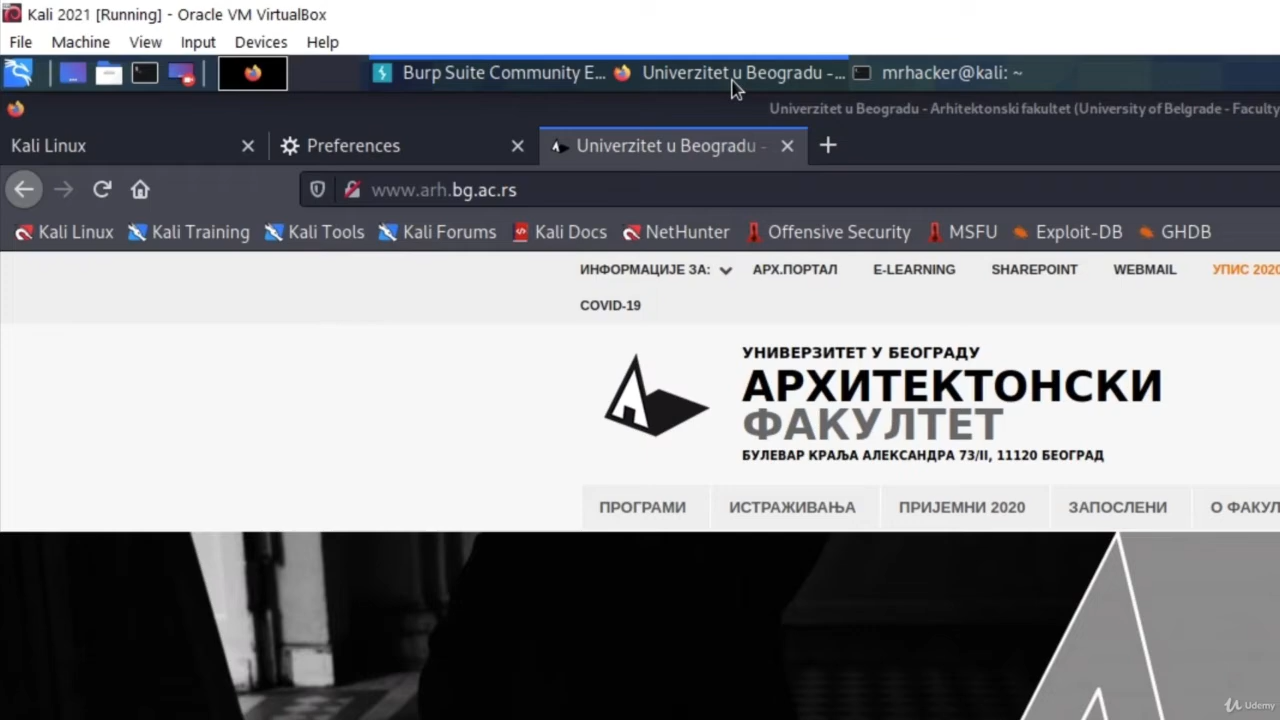 Kali 2021 [Running] - Oracle VM VirtualBox
File Machine View Input Devices Help
Burp Suite Community E... Univerzitet u Beogradu -... mrhacker@kali: ~
Univerzitet u Beogradu - Arhitektonski fakultet (University of Belgrade - Faculty
Kali Linux Preferences Univerzitet u Beogradu -
www.arh.bg.ac.rs
Kali Linux Kali Training Kali Tools Kali Forums Kali Docs NetHunter Offensive Security MSFU Exploit-DB GHDB
ИНФОРМАЦИЈЕ ЗА: АРХ.ПОРТАЛ E-LEARNING SHAREPOINT WEBMAIL УПИС 2020
COVID-19
УНИВЕРЗИТЕТ У БЕОГРАДУ
АРХИТЕКТОНСКИ
ФАКУЛТЕТ
БУЛЕВАР КРАЉА АЛЕКСАНДРА 73/II, 11120 БЕОГРАД
ПРОГРАМИ ИСТРАЖИВАЊА ПРИЈЕМНИ 2020 ЗАПОСЛЕНИ О ФАКУЛ
Udemy